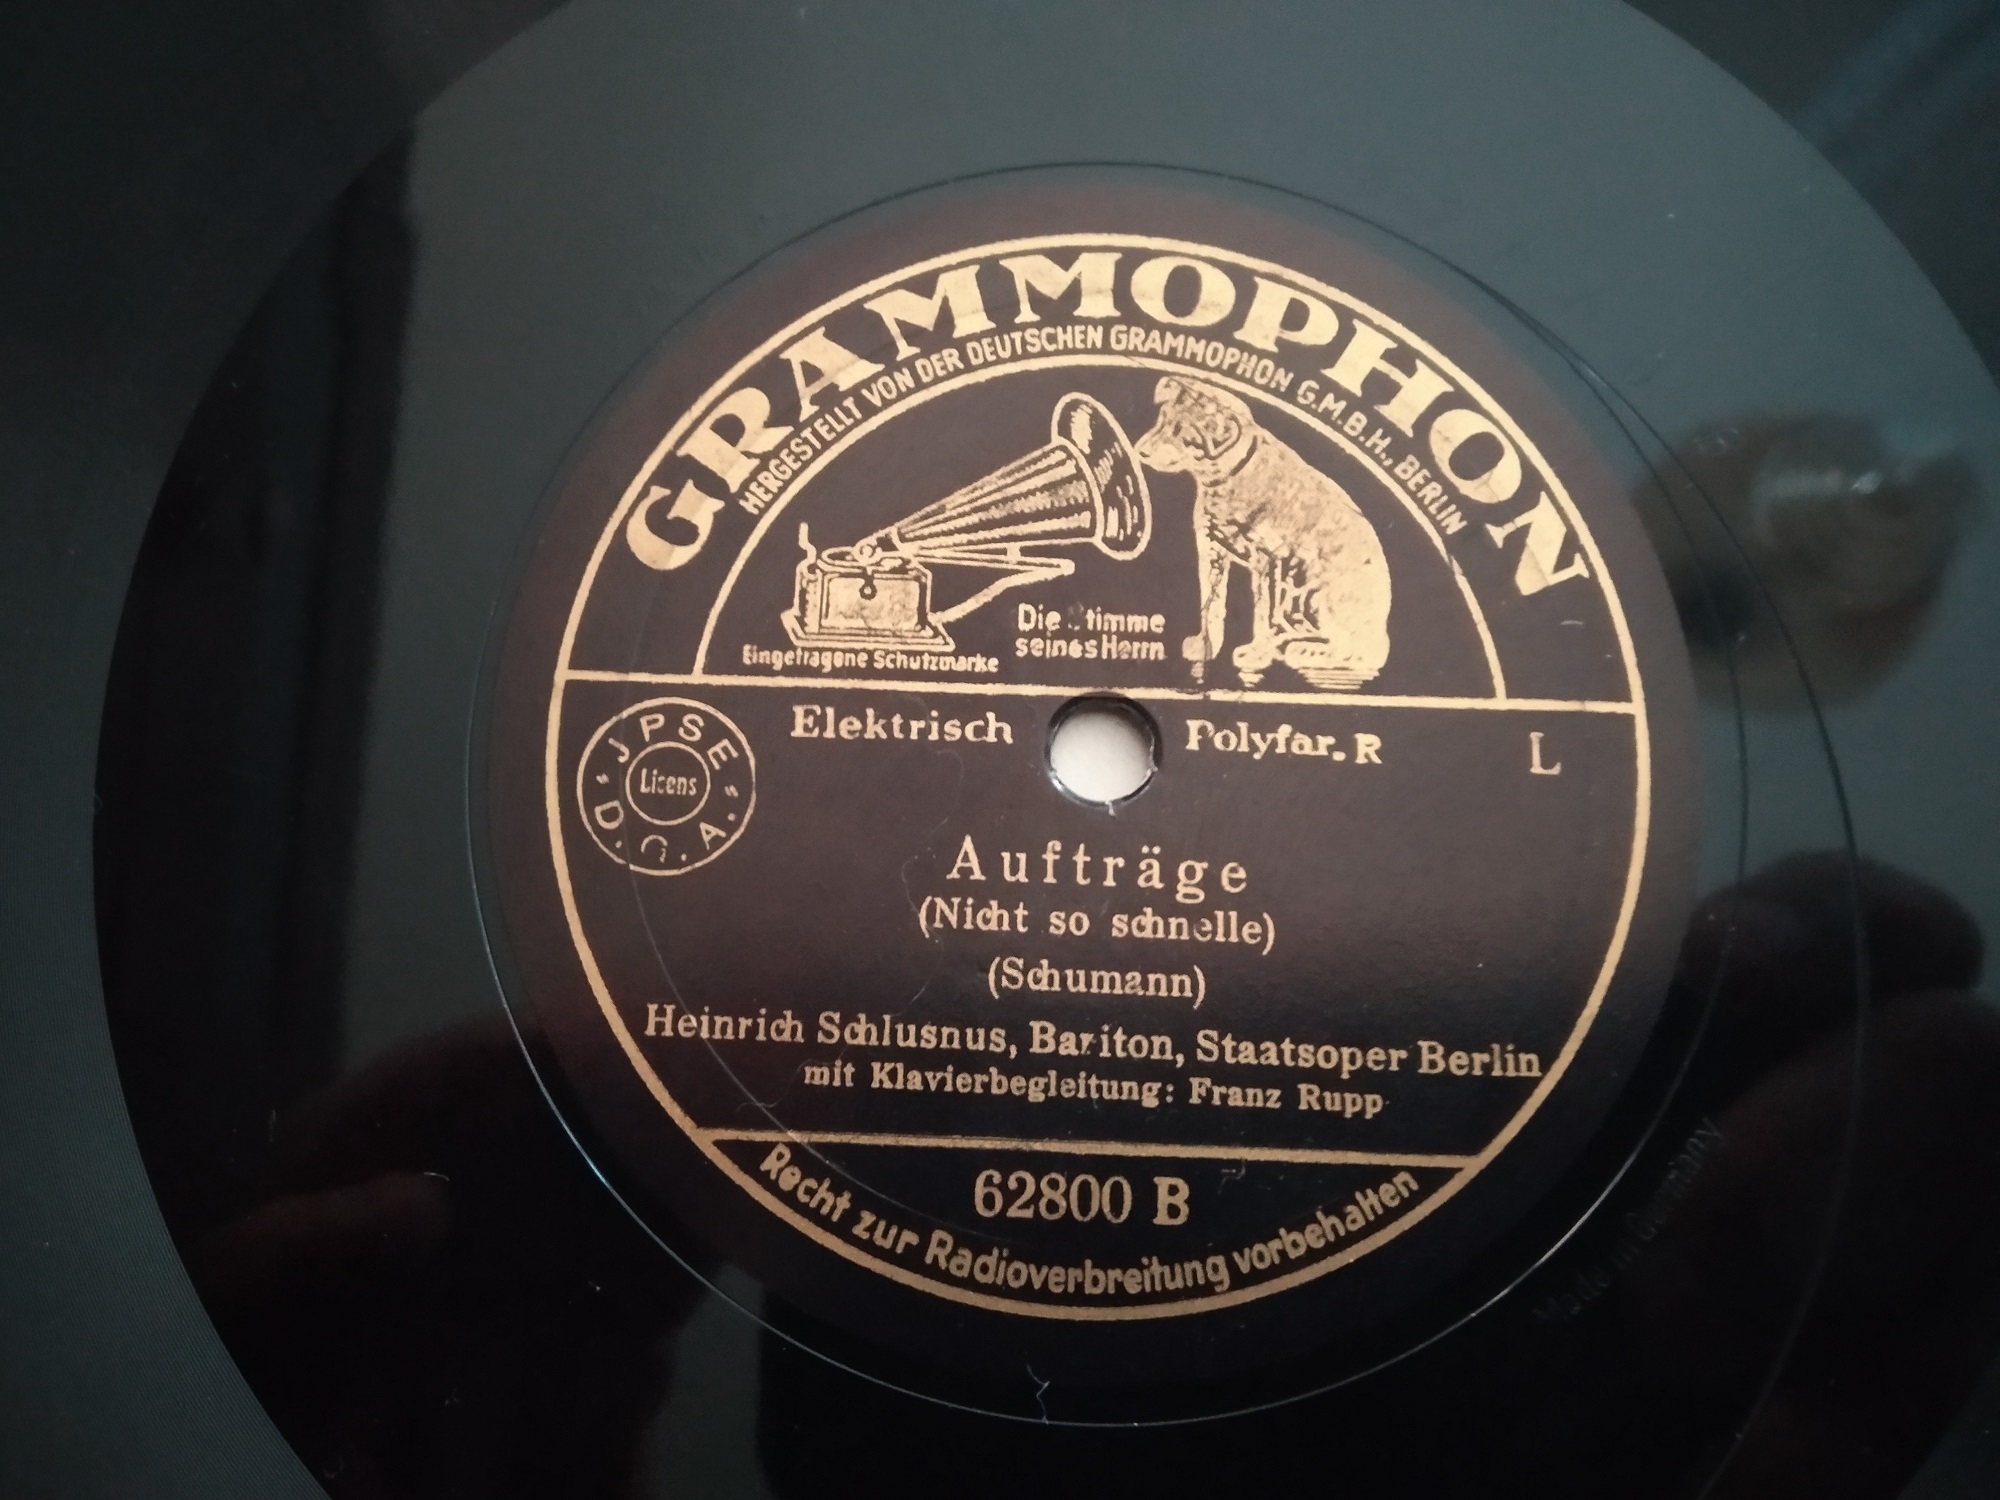 GRAMMOPHON
HERGESTELLT VON DER DEUTSCHEN GRAMMOPHON G.M.B.H., BERLIN
Die Stimme
seines Herrn
Eingetragene Schutzmarke
JPSE
Licens
D.G.A.
Elektrisch Polyfar. R L
Aufträge
(Nicht so schnelle)
(Schumann)
Heinrich Schlusnus, Bariton, Staatsoper Berlin
mit Klavierbegleitung: Franz Rupp
62800 B
Recht zur Radioverbreitung vorbehalten
Made in Germany